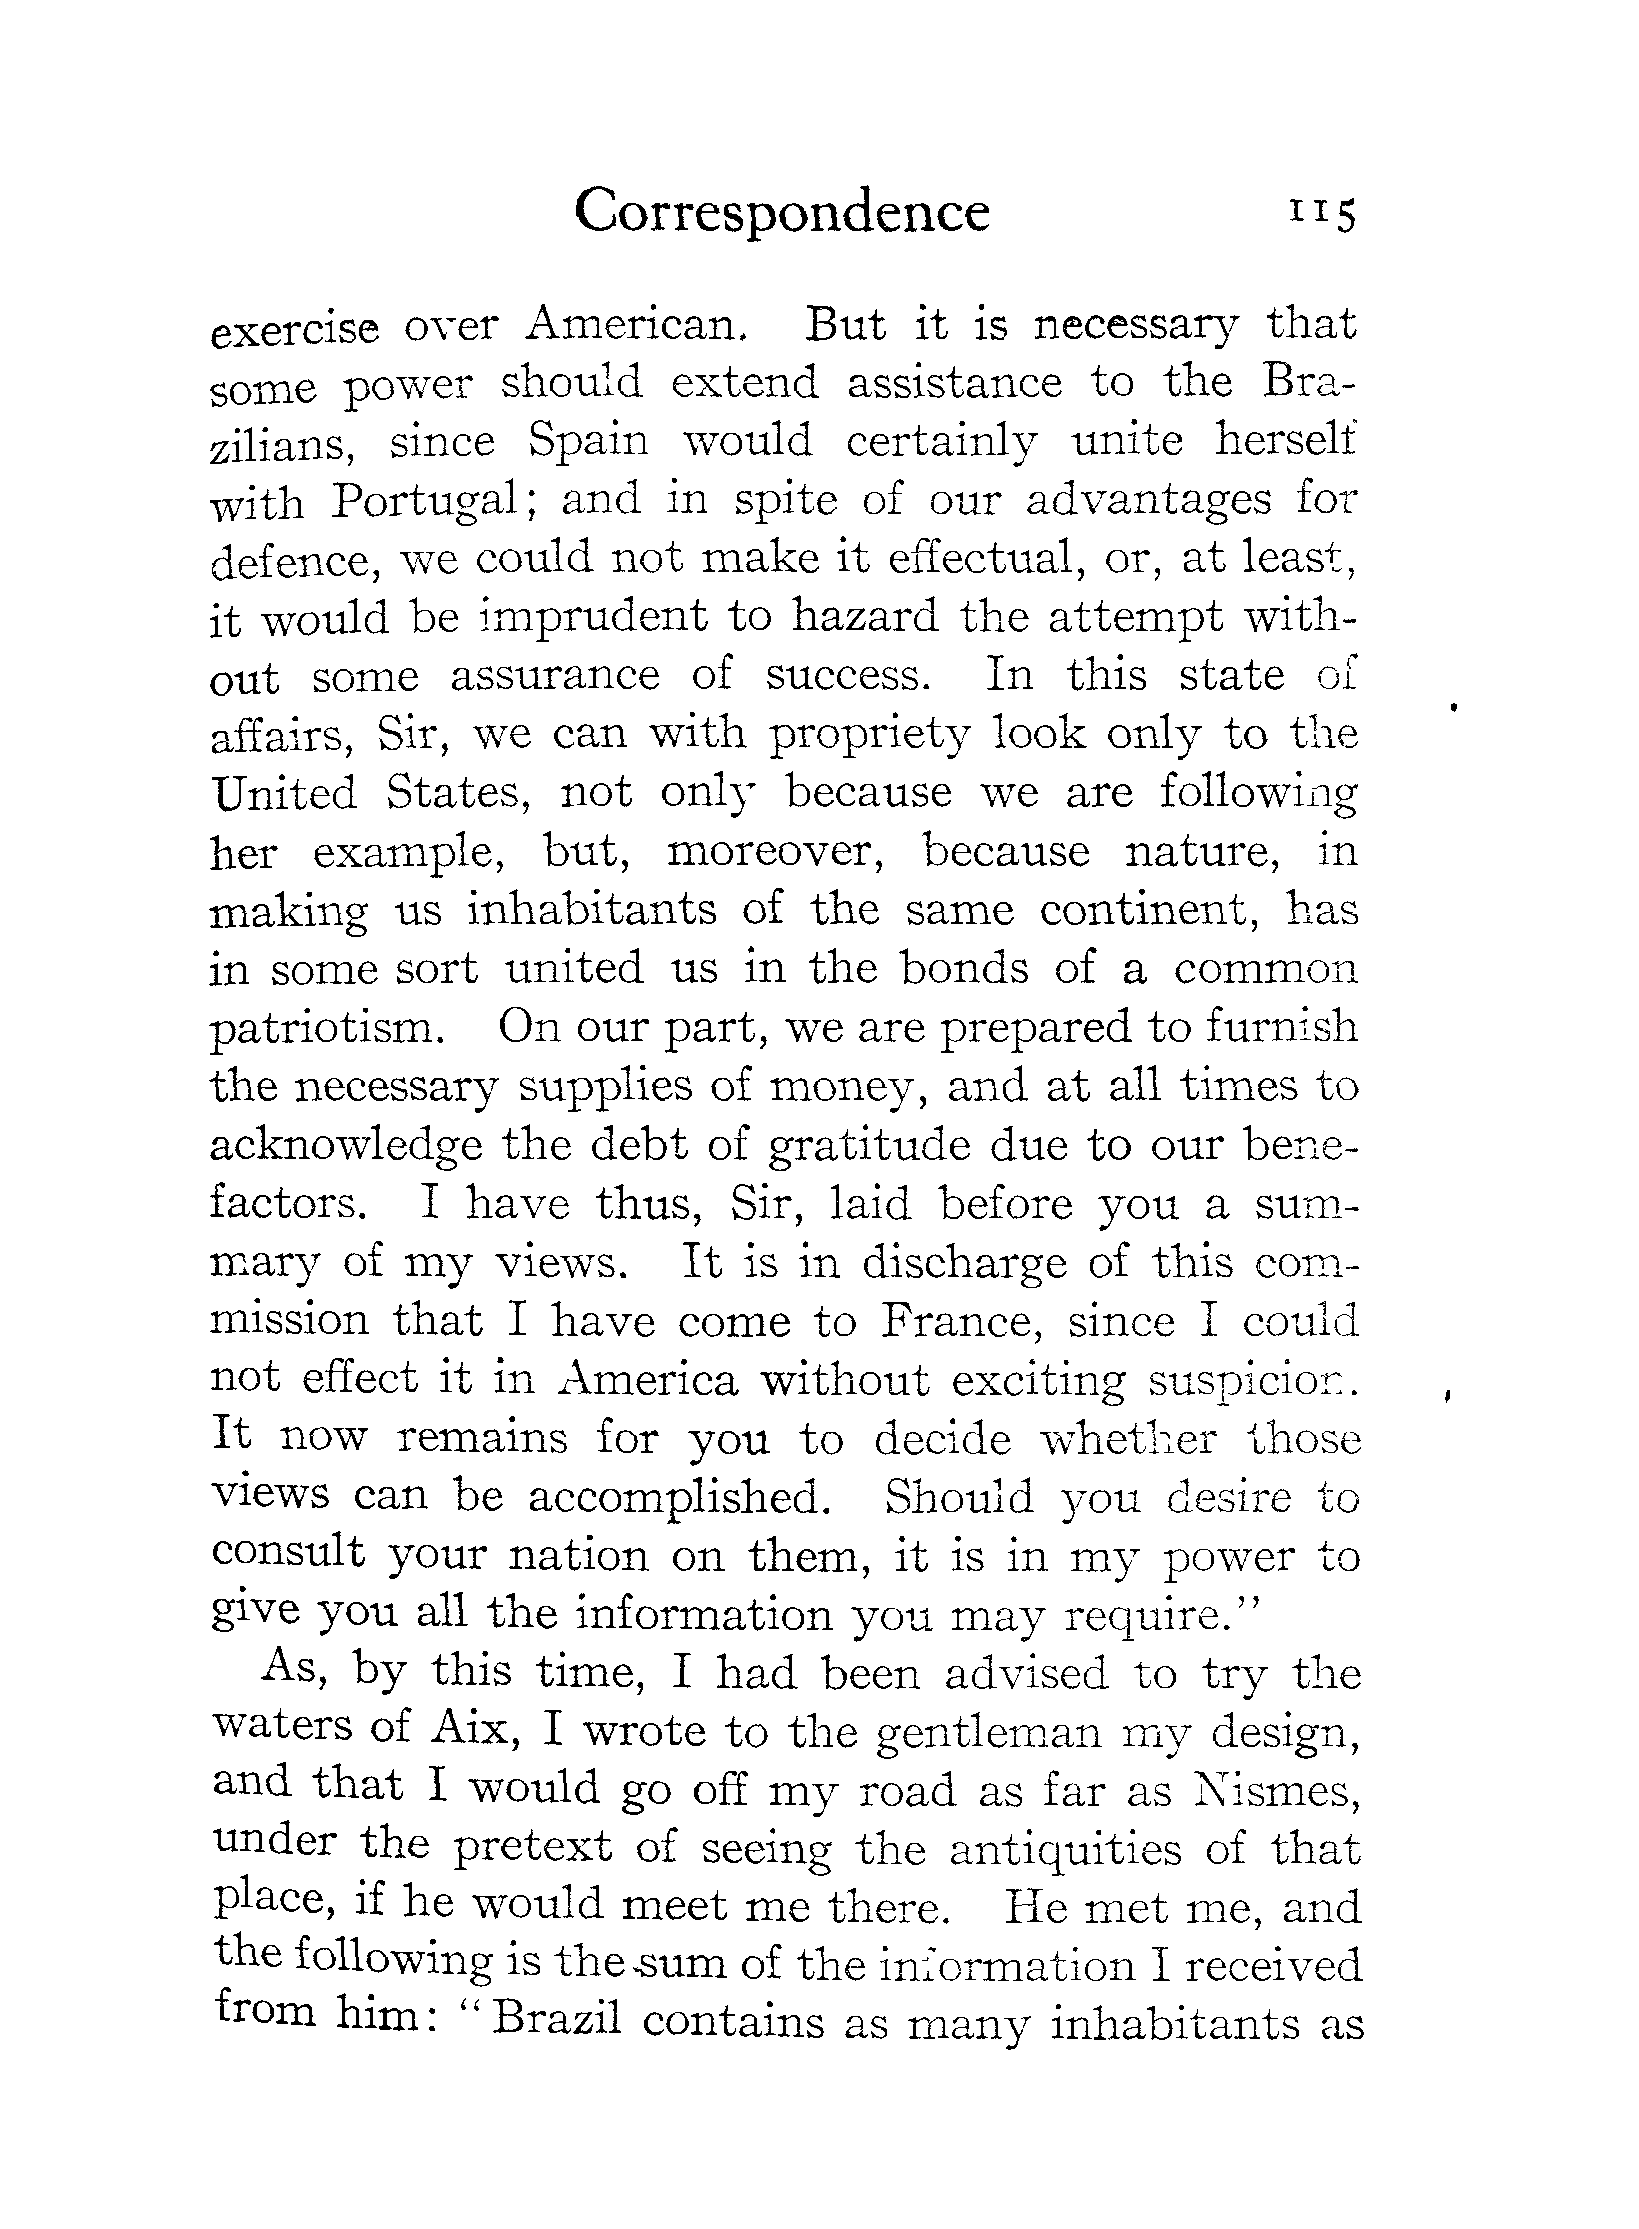 Correspondence 115
exercise over American. But it is necessary that
some power should extend assistance to the Bra-
zilians, since Spain would certainly unite herself
with Portugal; and in spite of our advantages for
defence, we could not make it effectual, or, at least,
it would be imprudent to hazard the attempt with-
out some assurance of success. In this state of
affairs, Sir, we can with propriety look only to the
United States, not only because we are following
her example, but, moreover, because nature, in
making us inhabitants of the same continent, has
in some sort united us in the bonds of a common
patriotism. On our part, we are prepared to furnish
the necessary supplies of money, and at all times to
acknowledge the debt of gratitude due to our bene-
factors. I have thus, Sir, laid before you a sum-
mary of my views. It is in discharge of this com-
mission that I have come to France, since I could
not effect it in America without exciting suspicion.
It now remains for you to decide whether those
views can be accomplished. Should you desire to
consult your nation on them, it is in my power to
give you all the information you may require."
As, by this time, I had been advised to try the
waters of Aix, I wrote to the gentleman my design,
and that I would go off my road as far as Nismes,
under the pretext of seeing the antiquities of that
place, if he would meet me there. He met me, and
the following is the sum of the information I received
from him: "Brazil contains as many inhabitants as